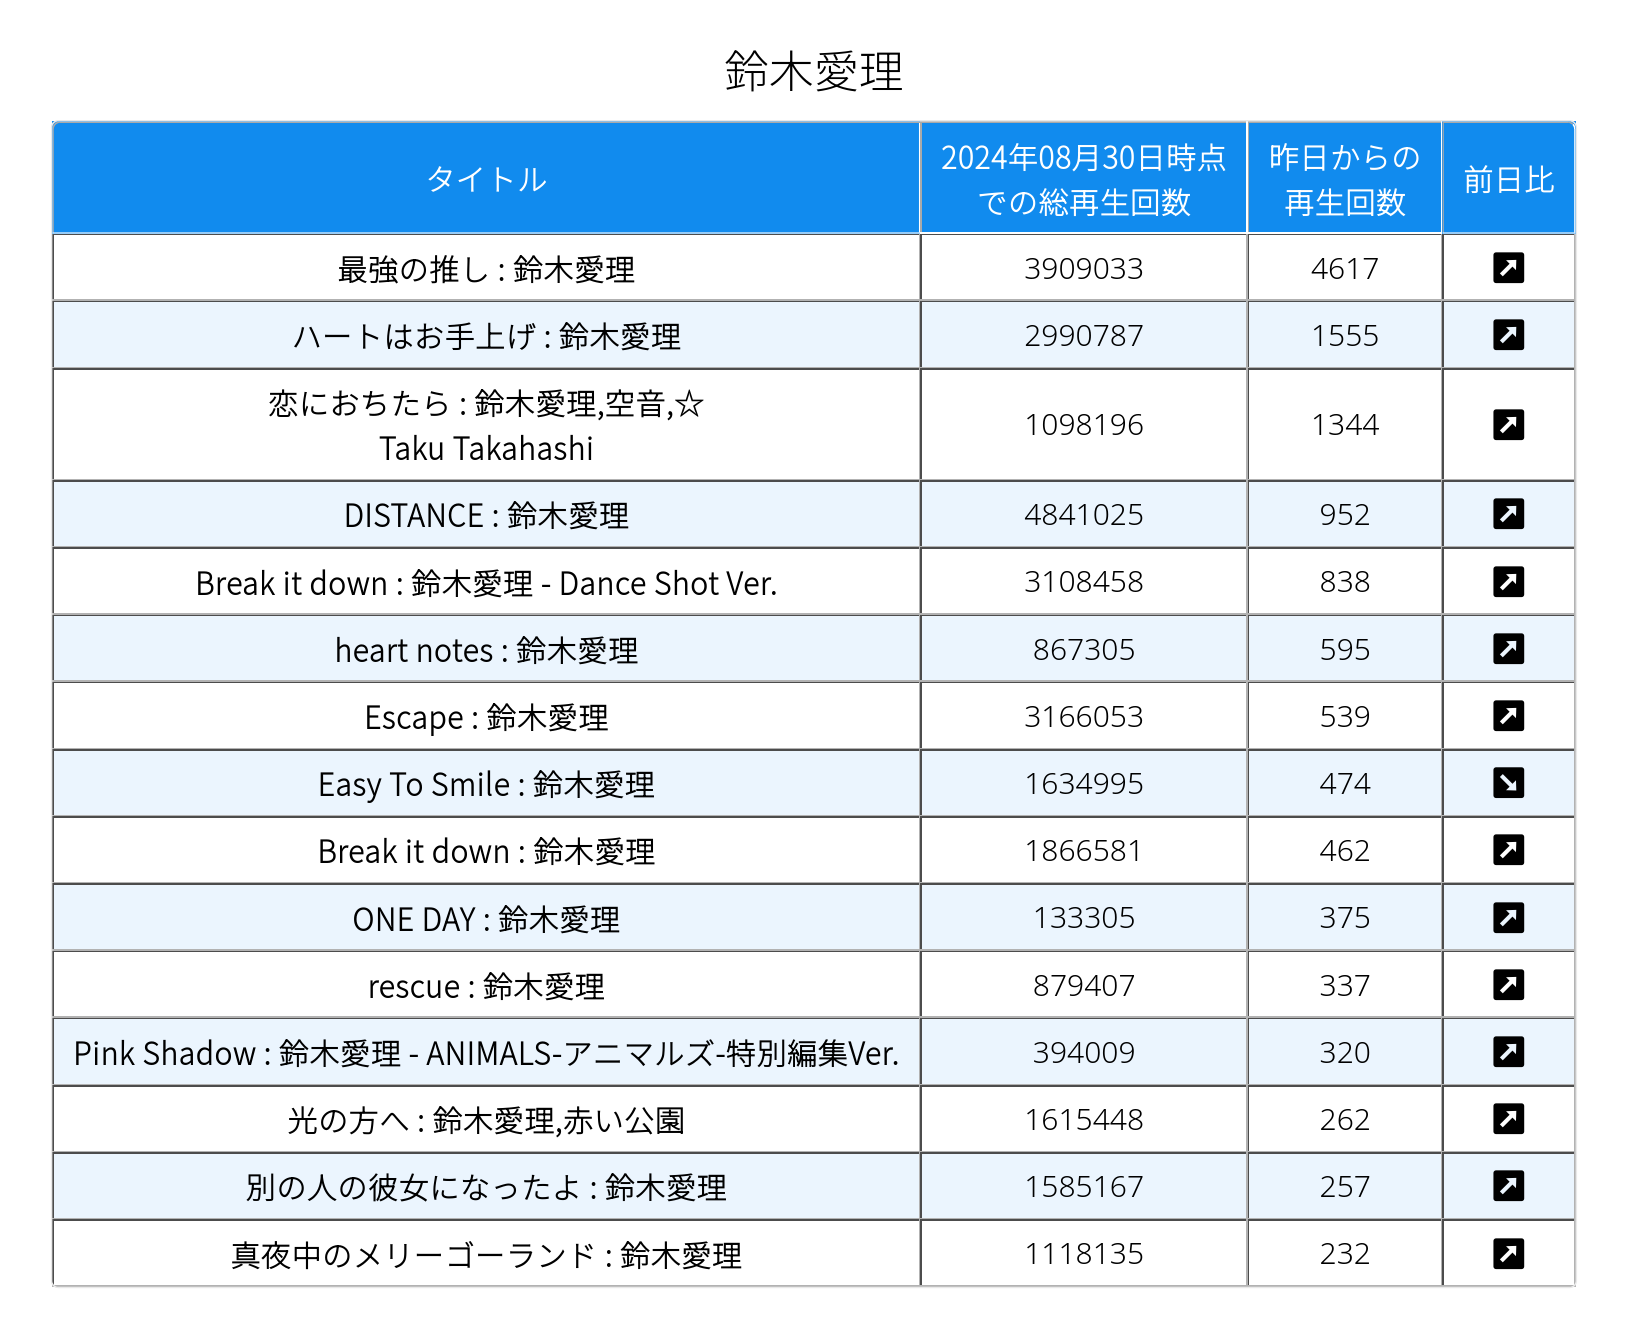 鈴木愛理
タイトル
2024年08月30日時点
での総再生回数
昨日からの
再生回数
前日比
最強の推し : 鈴木愛理 3909033 4617
ハートはお手上げ : 鈴木愛理 2990787 1555
恋におちたら : 鈴木愛理,空音,☆
Taku Takahashi
1098196 1344
DISTANCE : 鈴木愛理 4841025 952
Break it down : 鈴木愛理 - Dance Shot Ver. 3108458 838
heart notes : 鈴木愛理 867305 595
Escape : 鈴木愛理 3166053 539
Easy To Smile : 鈴木愛理 1634995 474
Break it down : 鈴木愛理 1866581 462
ONE DAY : 鈴木愛理 133305 375
rescue : 鈴木愛理 879407 337
Pink Shadow : 鈴木愛理 - ANIMALS-アニマルズ-特別編集Ver. 394009 320
光の方へ : 鈴木愛理,赤い公園 1615448 262
別の人の彼女になったよ : 鈴木愛理 1585167 257
真夜中のメリーゴーランド : 鈴木愛理 1118135 232